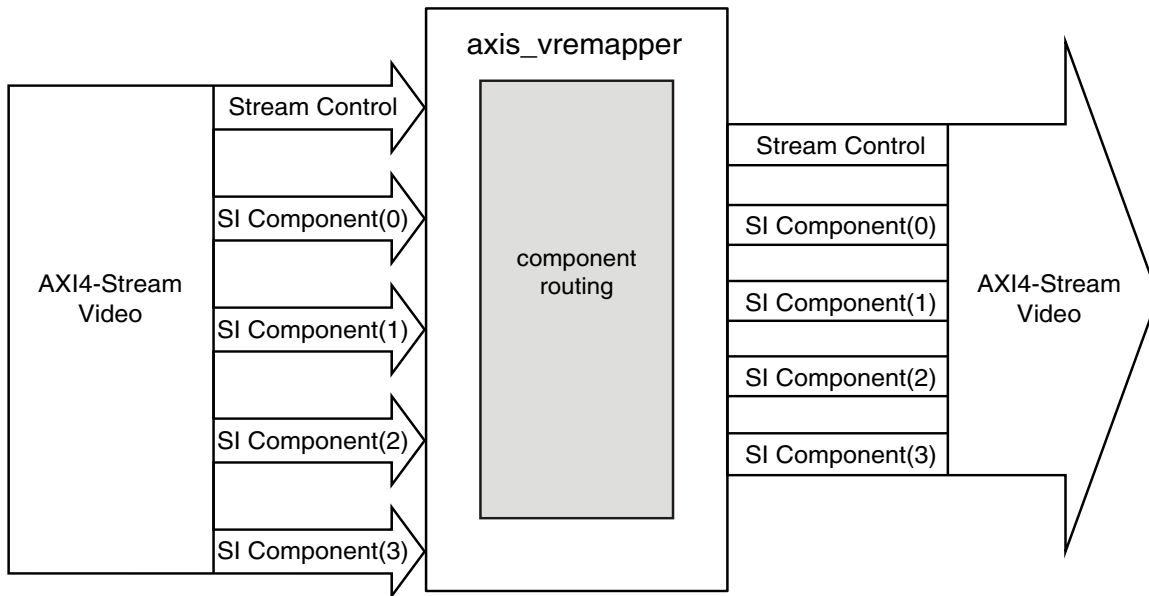 axis_vremapper
AXI4-Stream
Video
Stream Control
SI Component(0)
SI Component(1)
SI Component(2)
SI Component(3)
component
routing
Stream Control
SI Component(0)
SI Component(1)
SI Component(2)
SI Component(3)
AXI4-Stream
Video